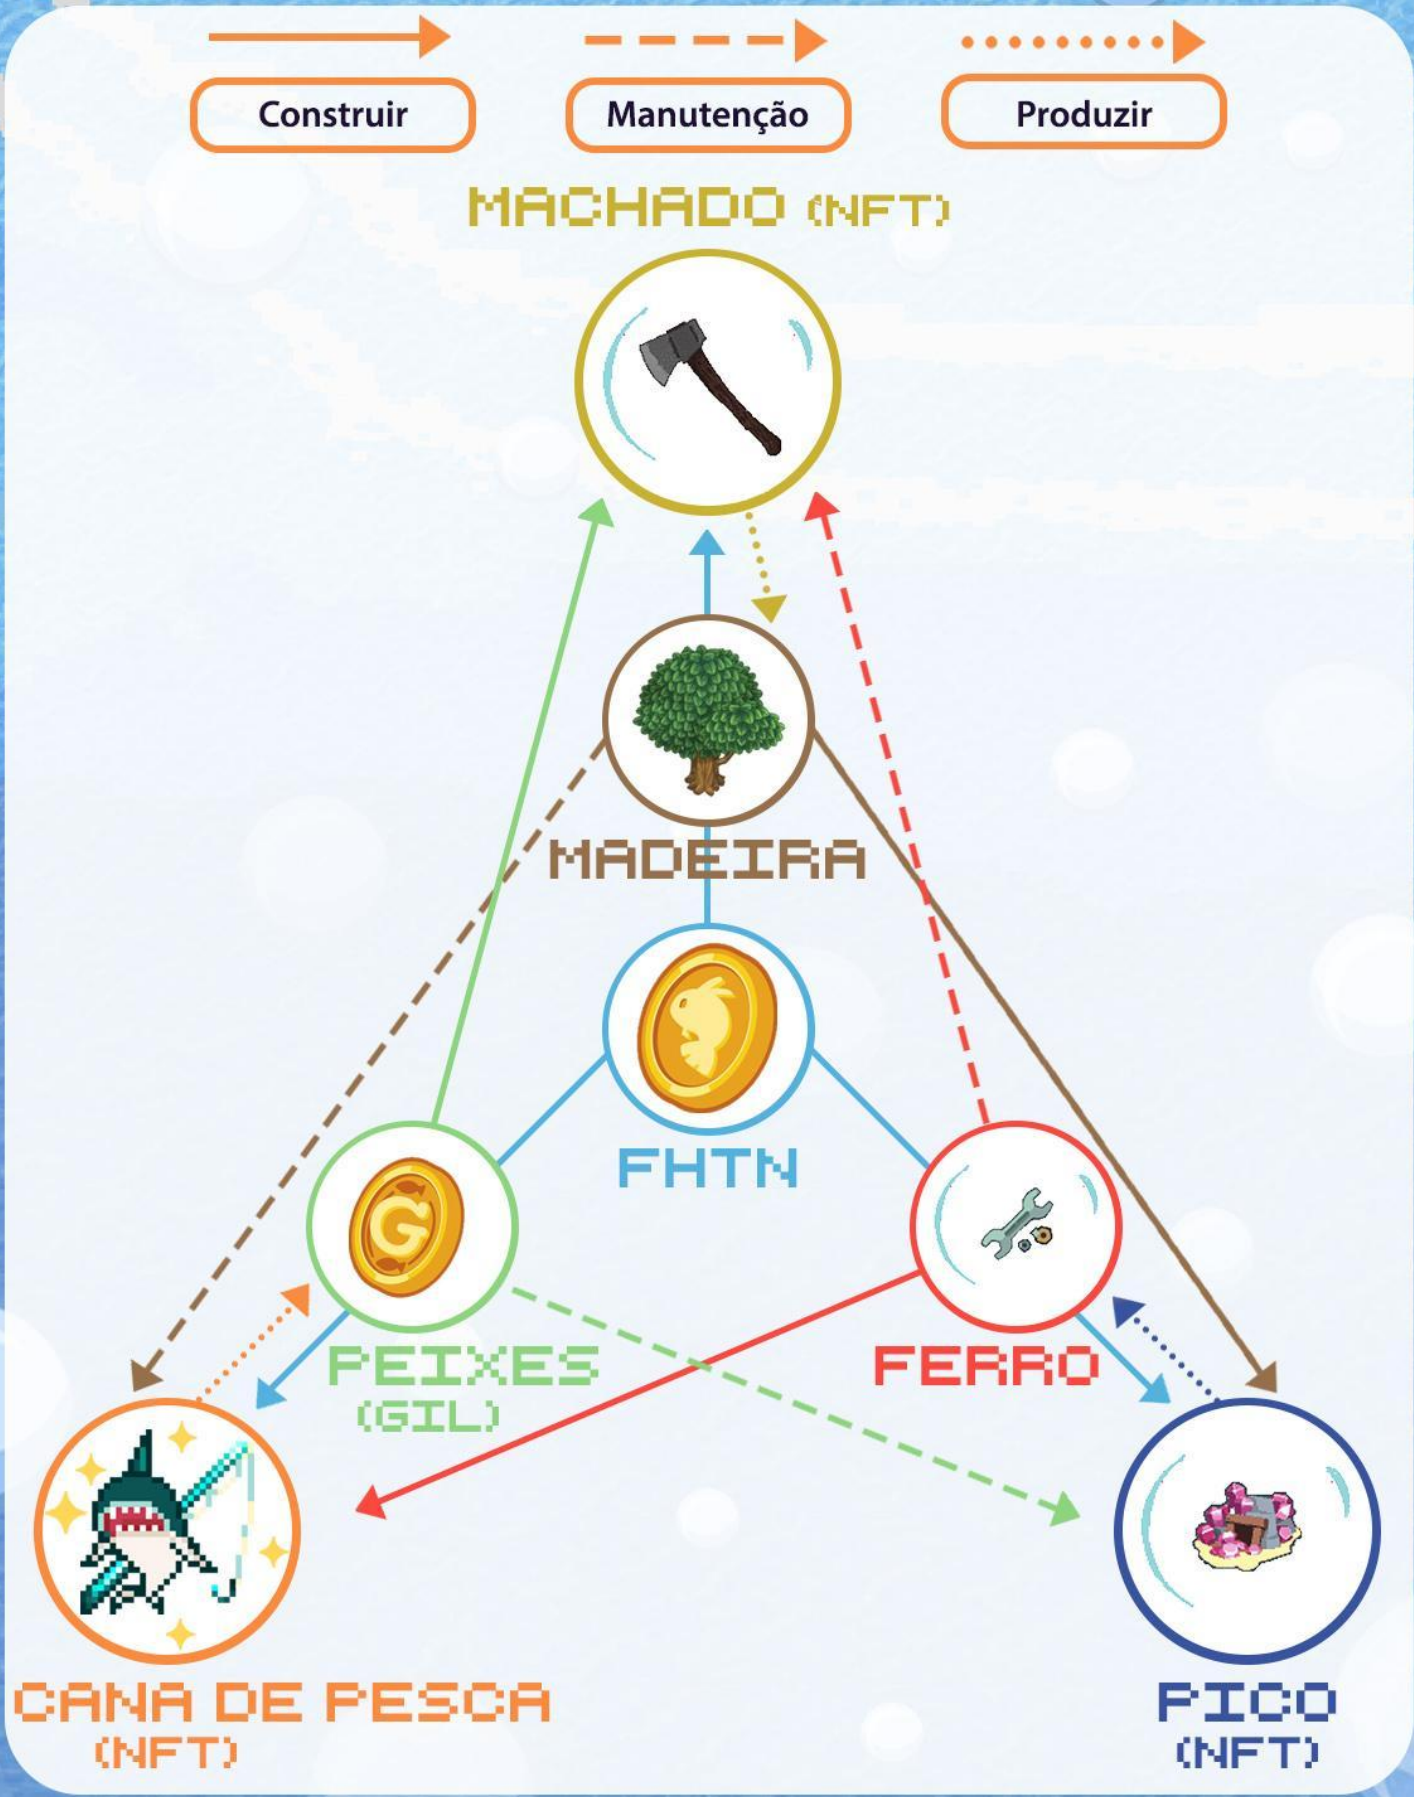 Construir
Manutenção
Produzir
MACHADO (NFT)
MADEIRA
FHTN
G
PEIXES
(GIL)
FERRO
CANA DE PESCA
(NFT)
PICO
(NFT)